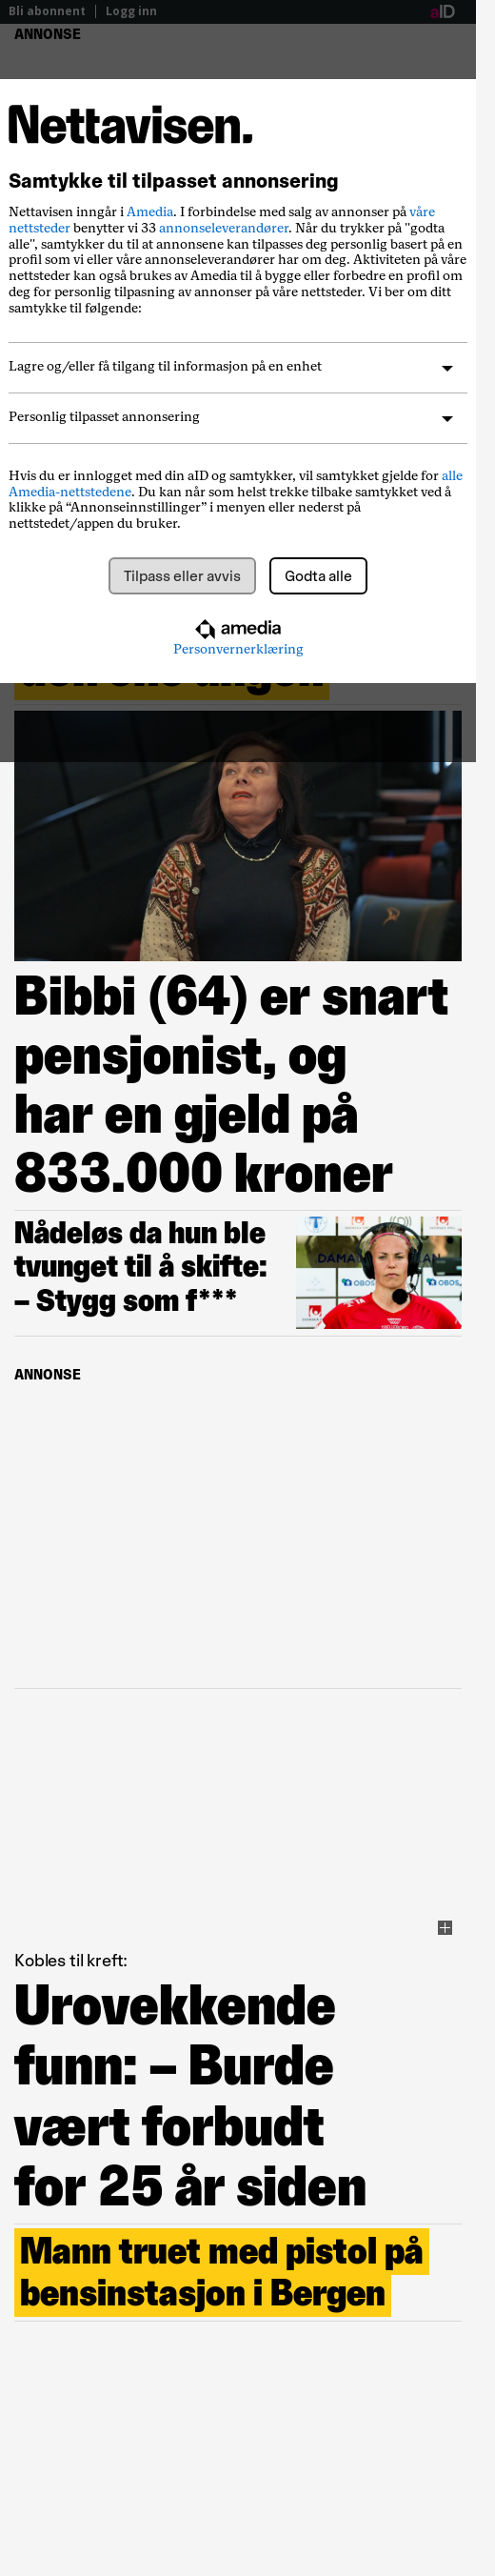 Bli abonnent
Logg inn
aID
ANNONSE
Nettavisen.
Samtykke til tilpasset annonsering
Nettavisen inngår i Amedia. I forbindelse med salg av annonser på våre
nettsteder benytter vi 33 annonseleverandører. Når du trykker på "godta
alle", samtykker du til at annonsene kan tilpasses deg personlig basert på en
profil som vi eller våre annonseleverandører har om deg. Aktiviteten på våre
nettsteder kan også brukes av Amedia til å bygge eller forbedre en profil om
deg for personlig tilpasning av annonser på våre nettsteder. Vi ber om ditt
samtykke til følgende:
Lagre og/eller få tilgang til informasjon på en enhet
Personlig tilpasset annonsering
Hvis du er innlogget med din aID og samtykker, vil samtykket gjelde for alle
Amedia-nettstedene. Du kan når som helst trekke tilbake samtykket ved å
klikke på “Annonseinnstillinger” i menyen eller nederst på
nettstedet/appen du bruker.
Tilpass eller avvis
Godta alle
amedia
Personvernerklæring
Bibbi (64) er snart
pensjonist, og
har en gjeld på
833.000 kroner
Nådeløs da hun ble
tvunget til å skifte:
– Stygg som f***
OBOS
OBOS
ANNONSE
Kobles til kreft:
Urovekkende
funn: – Burde
vært forbudt
for 25 år siden
Mann truet med pistol på
bensinstasjon i Bergen